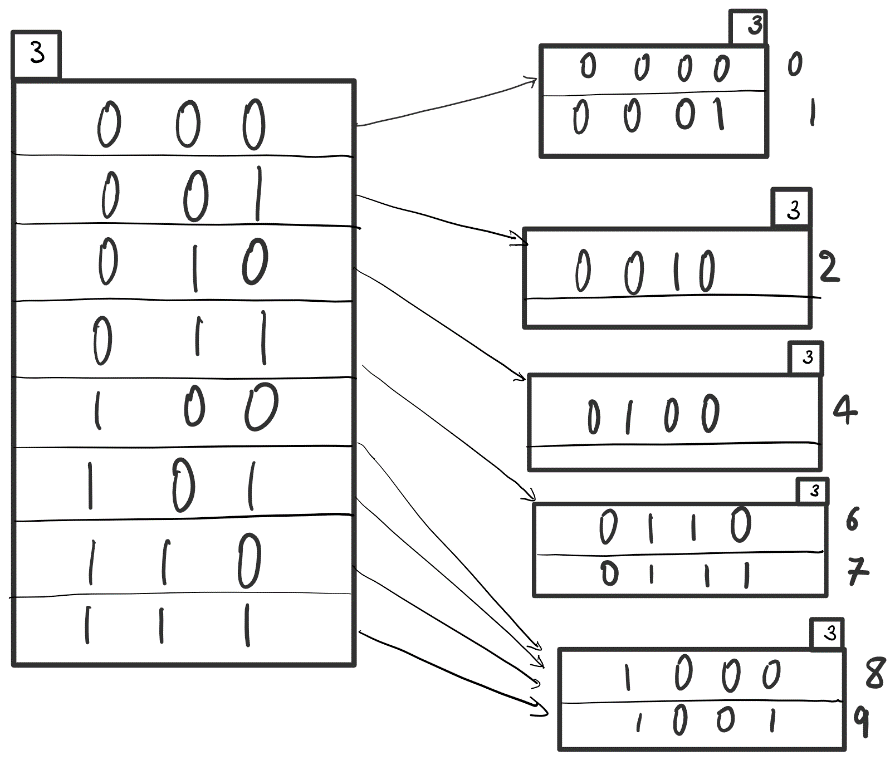 3
0 0 0
0 0 1
0 1 0
0 1 1
1 0 0
1 0 1
1 1 0
1 1 1
3
0 0 0 0 0
0 0 0 1 1
3
0 0 1 0 2
3
0 1 0 0 4
3
0 1 1 0 6
0 1 1 1 7
3
1 0 0 0 8
1 0 0 1 9